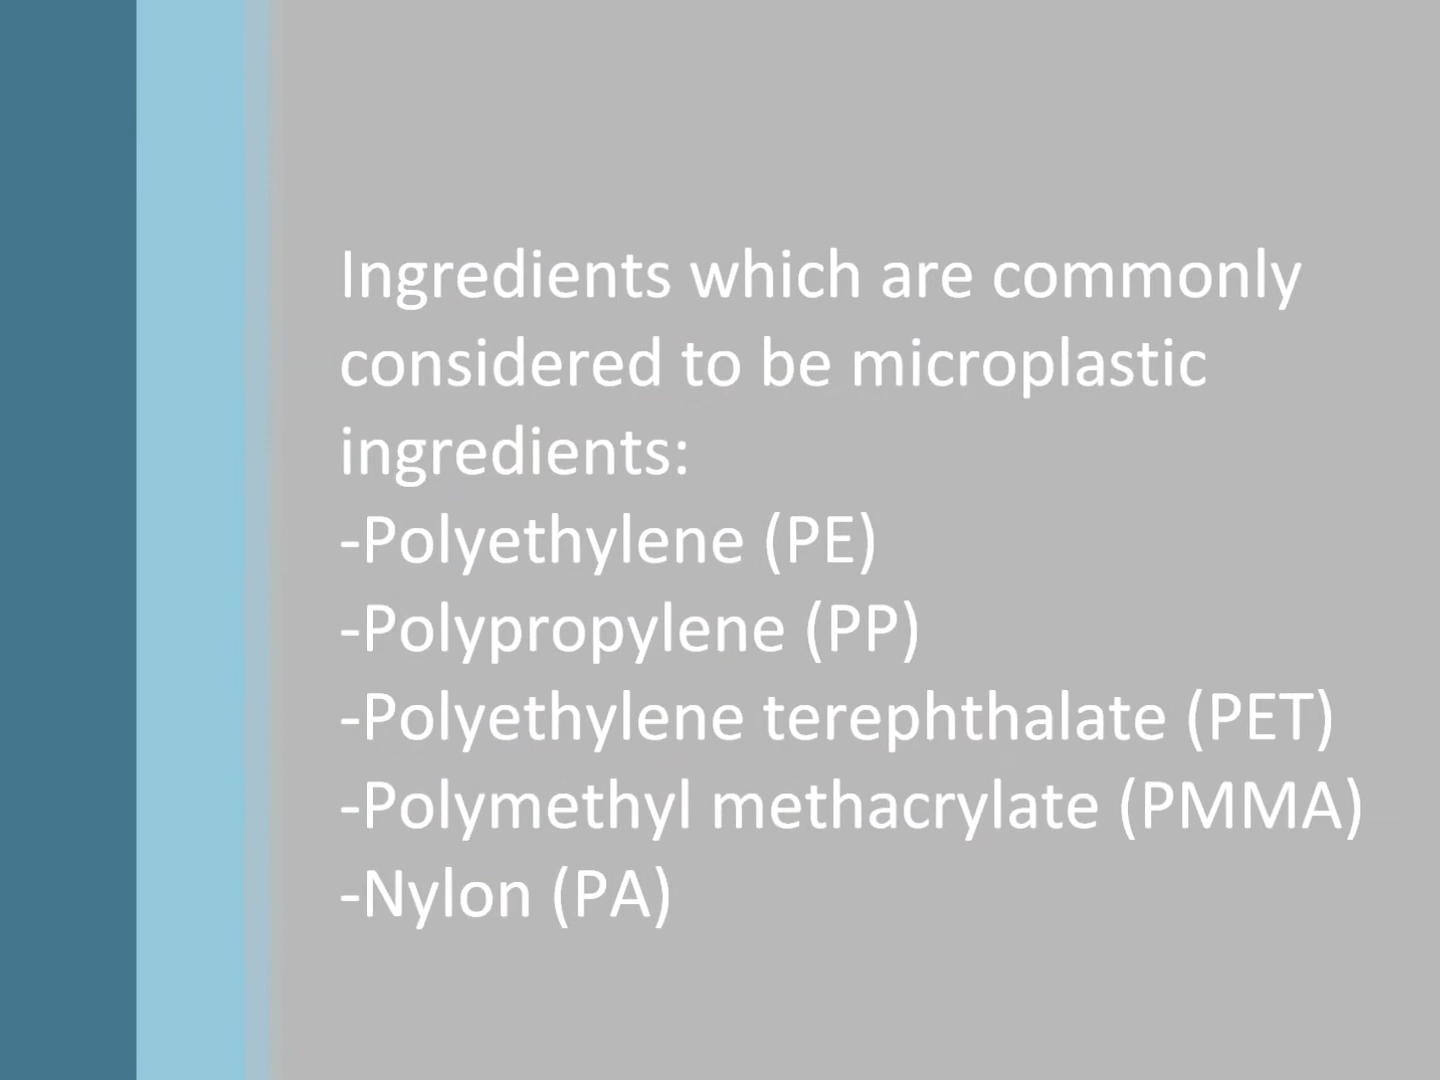 Ingredients which are commonly
considered to be microplastic
ingredients:
-Polyethylene (PE)
-Polypropylene (PP)
-Polyethylene terephthalate (PET)
-Polymethyl methacrylate (PMMA)
-Nylon (PA)